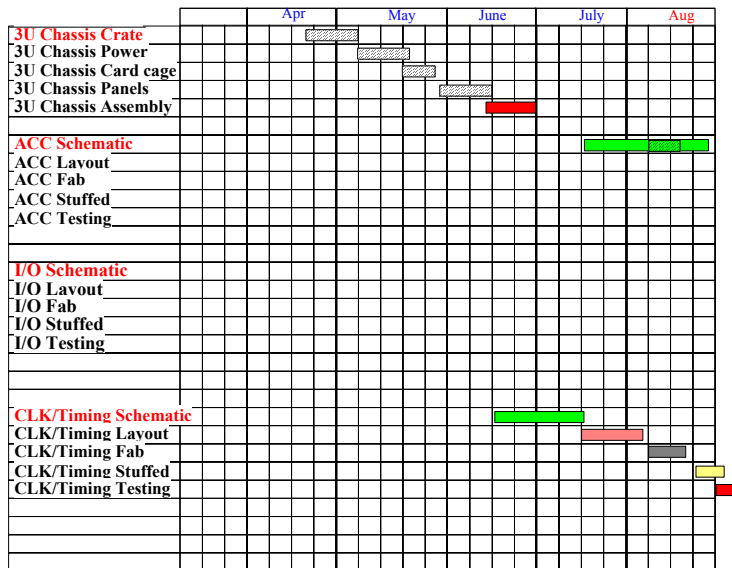 Apr May June July Aug
3U Chassis Crate
3U Chassis Power
3U Chassis Card cage
3U Chassis Panels
3U Chassis Assembly
ACC Schematic
ACC Layout
ACC Fab
ACC Stuffed
ACC Testing
I/O Schematic
I/O Layout
I/O Fab
I/O Stuffed
I/O Testing
CLK/Timing Schematic
CLK/Timing Layout
CLK/Timing Fab
CLK/Timing Stuffed
CLK/Timing Testing